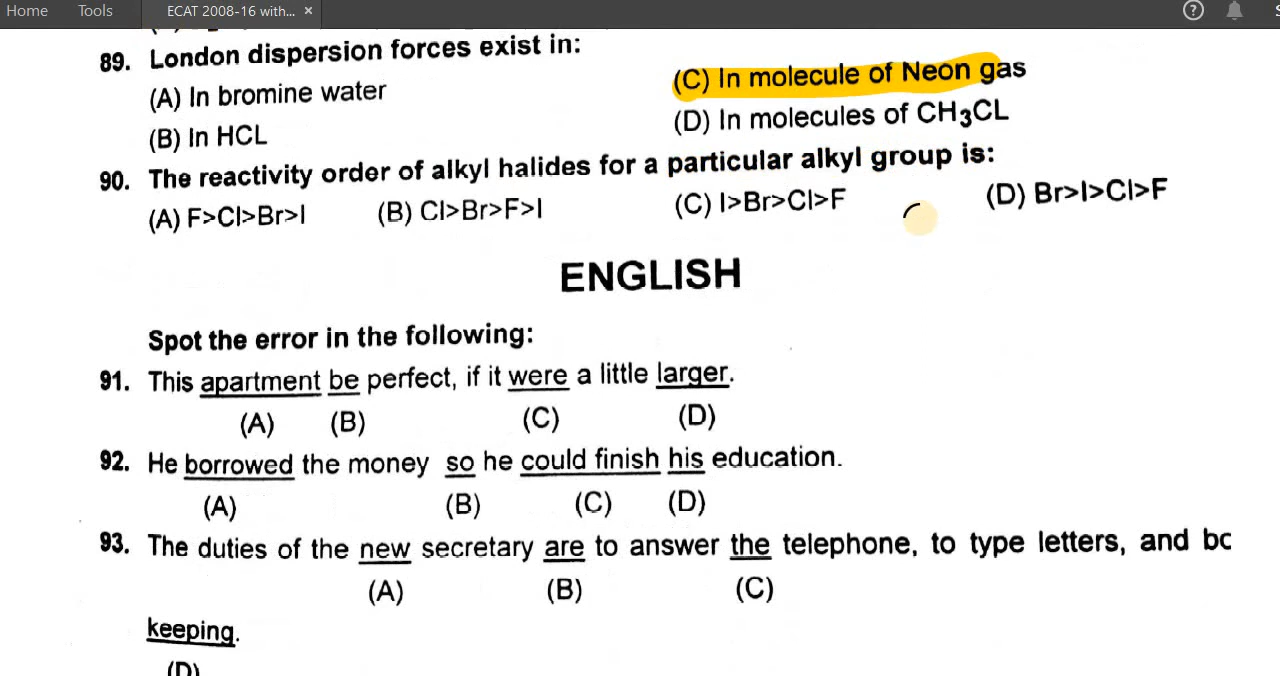 Home Tools ECAT 2008-16 with... ×
89. London dispersion forces exist in:
(A) In bromine water
(C) In molecule of Neon gas
(B) In HCL
(D) In molecules of CH3CL
90. The reactivity order of alkyl halides for a particular alkyl group is:
(A) F>Cl>Br>I (B) Cl>Br>F>I (C) I>Br>Cl>F (D) Br>I>Cl>F
ENGLISH
Spot the error in the following:
91. This apartment be perfect, if it were a little larger.
(A) (B) (C) (D)
92. He borrowed the money so he could finish his education.
(A) (B) (C) (D)
93. The duties of the new secretary are to answer the telephone, to type letters, and
(A) (B) (C)
keeping.
(D)